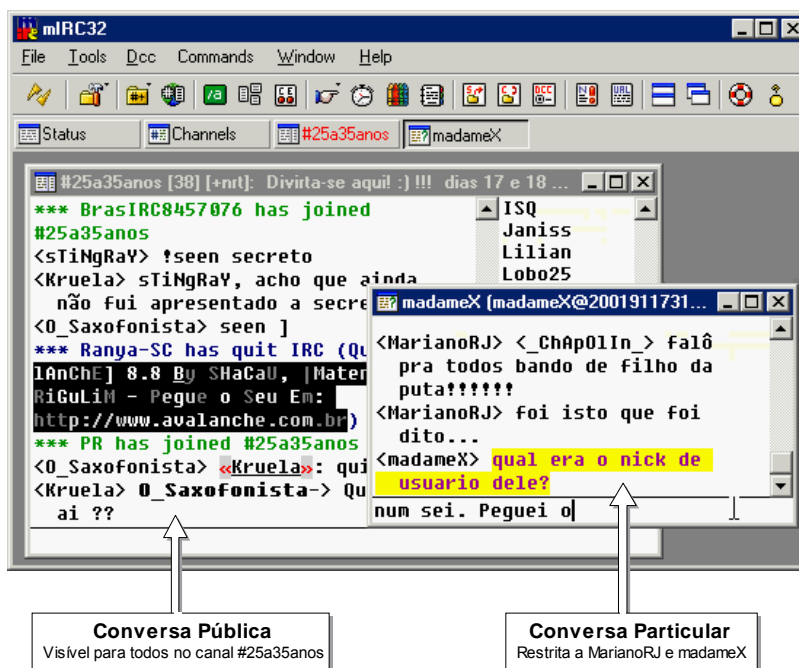 mIRC32
File Tools Dcc Commands Window Help
Status #Channels #25a35anos madameX
#25a35anos [38] [+nrt]: Divirta-se aqui! :) !!! dias 17 e 18 ...
*** BrasIRC8457076 has joined
#25a35anos
<sTiNgRaY> !seen secreto
<Kruela> sTiNgRaY, acho que ainda
não fui apresentado a secre
<O_Saxofonista> seen ]
*** Ranya-SC has quit IRC (Qu
lAnChE] 8.8 By SHaCaU, |Mater
RiGuLiM - Pegue o Seu Em:
http://www.avalanche.com.br)
*** PR has joined #25a35anos
<O_Saxofonista> «Kruela»: qui
<Kruela> O_Saxofonista-> Qu
ai ??
ISQ
Janiss
Lilian
Lobo25
madameX (madameX@2001911731...
<MarianoRJ> <_ChApOlIn_> falô
pra todos bando de filho da
puta!!!!!!
<MarianoRJ> foi isto que foi
dito...
<madameX> qual era o nick de
usuario dele?
num sei. Peguei o
Conversa Pública
Visível para todos no canal #25a35anos
Conversa Particular
Restrita a MarianoRJ e madameX